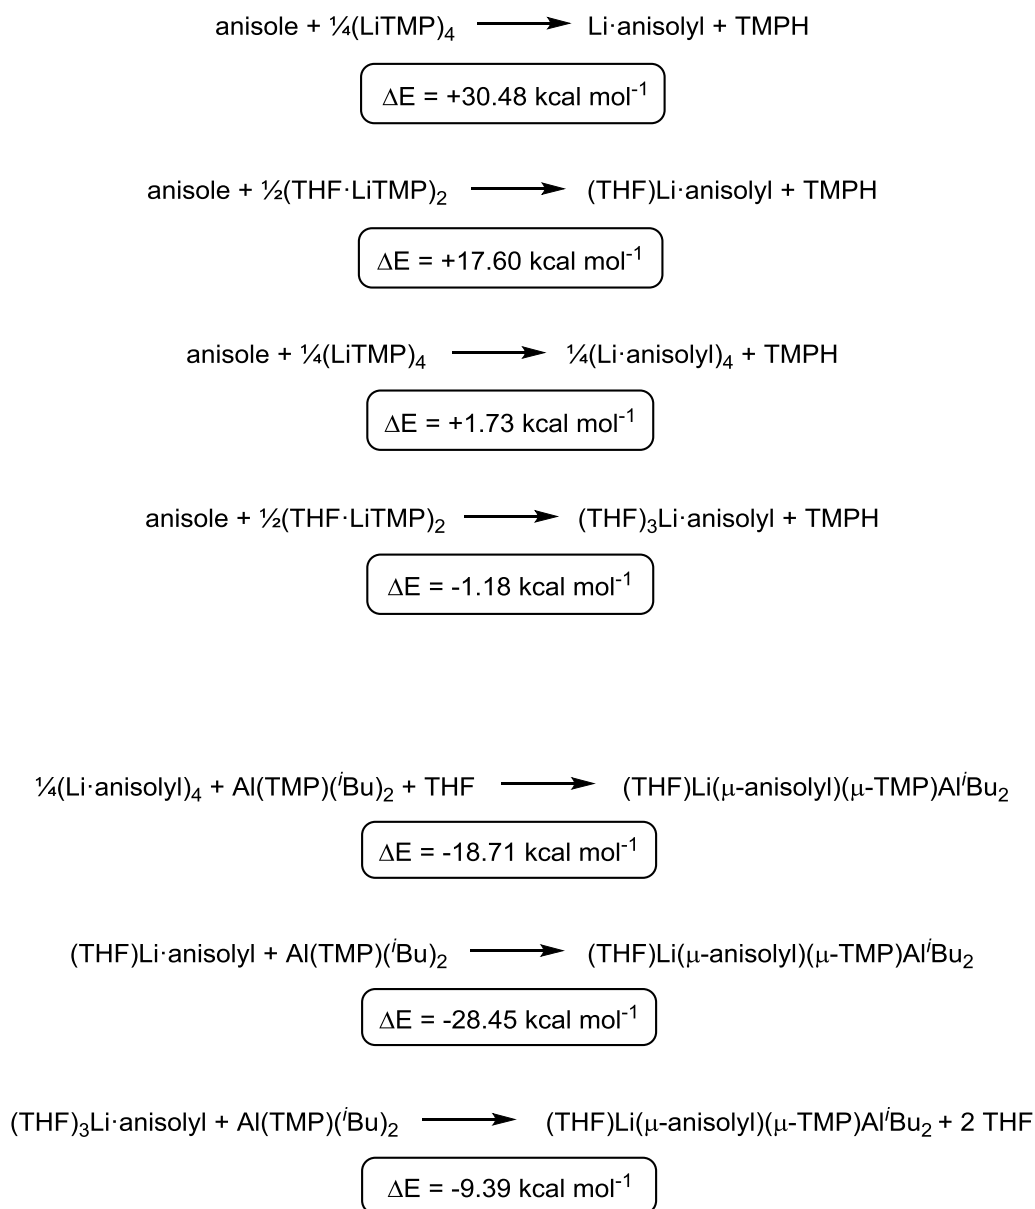 anisole + ¼(LiTMP)₄ ⟶ Li·anisolyl + TMPH
ΔE = +30.48 kcal mol⁻¹
anisole + ½(THF·LiTMP)₂ ⟶ (THF)Li·anisolyl + TMPH
ΔE = +17.60 kcal mol⁻¹
anisole + ¼(LiTMP)₄ ⟶ ¼(Li·anisolyl)₄ + TMPH
ΔE = +1.73 kcal mol⁻¹
anisole + ½(THF·LiTMP)₂ ⟶ (THF)₃Li·anisolyl + TMPH
ΔE = -1.18 kcal mol⁻¹
¼(Li·anisolyl)₄ + Al(TMP)(ⁱBu)₂ + THF ⟶ (THF)Li(μ-anisolyl)(μ-TMP)AlⁱBu₂
ΔE = -18.71 kcal mol⁻¹
(THF)Li·anisolyl + Al(TMP)(ⁱBu)₂ ⟶ (THF)Li(μ-anisolyl)(μ-TMP)AlⁱBu₂
ΔE = -28.45 kcal mol⁻¹
(THF)₃Li·anisolyl + Al(TMP)(ⁱBu)₂ ⟶ (THF)Li(μ-anisolyl)(μ-TMP)AlⁱBu₂ + 2 THF
ΔE = -9.39 kcal mol⁻¹